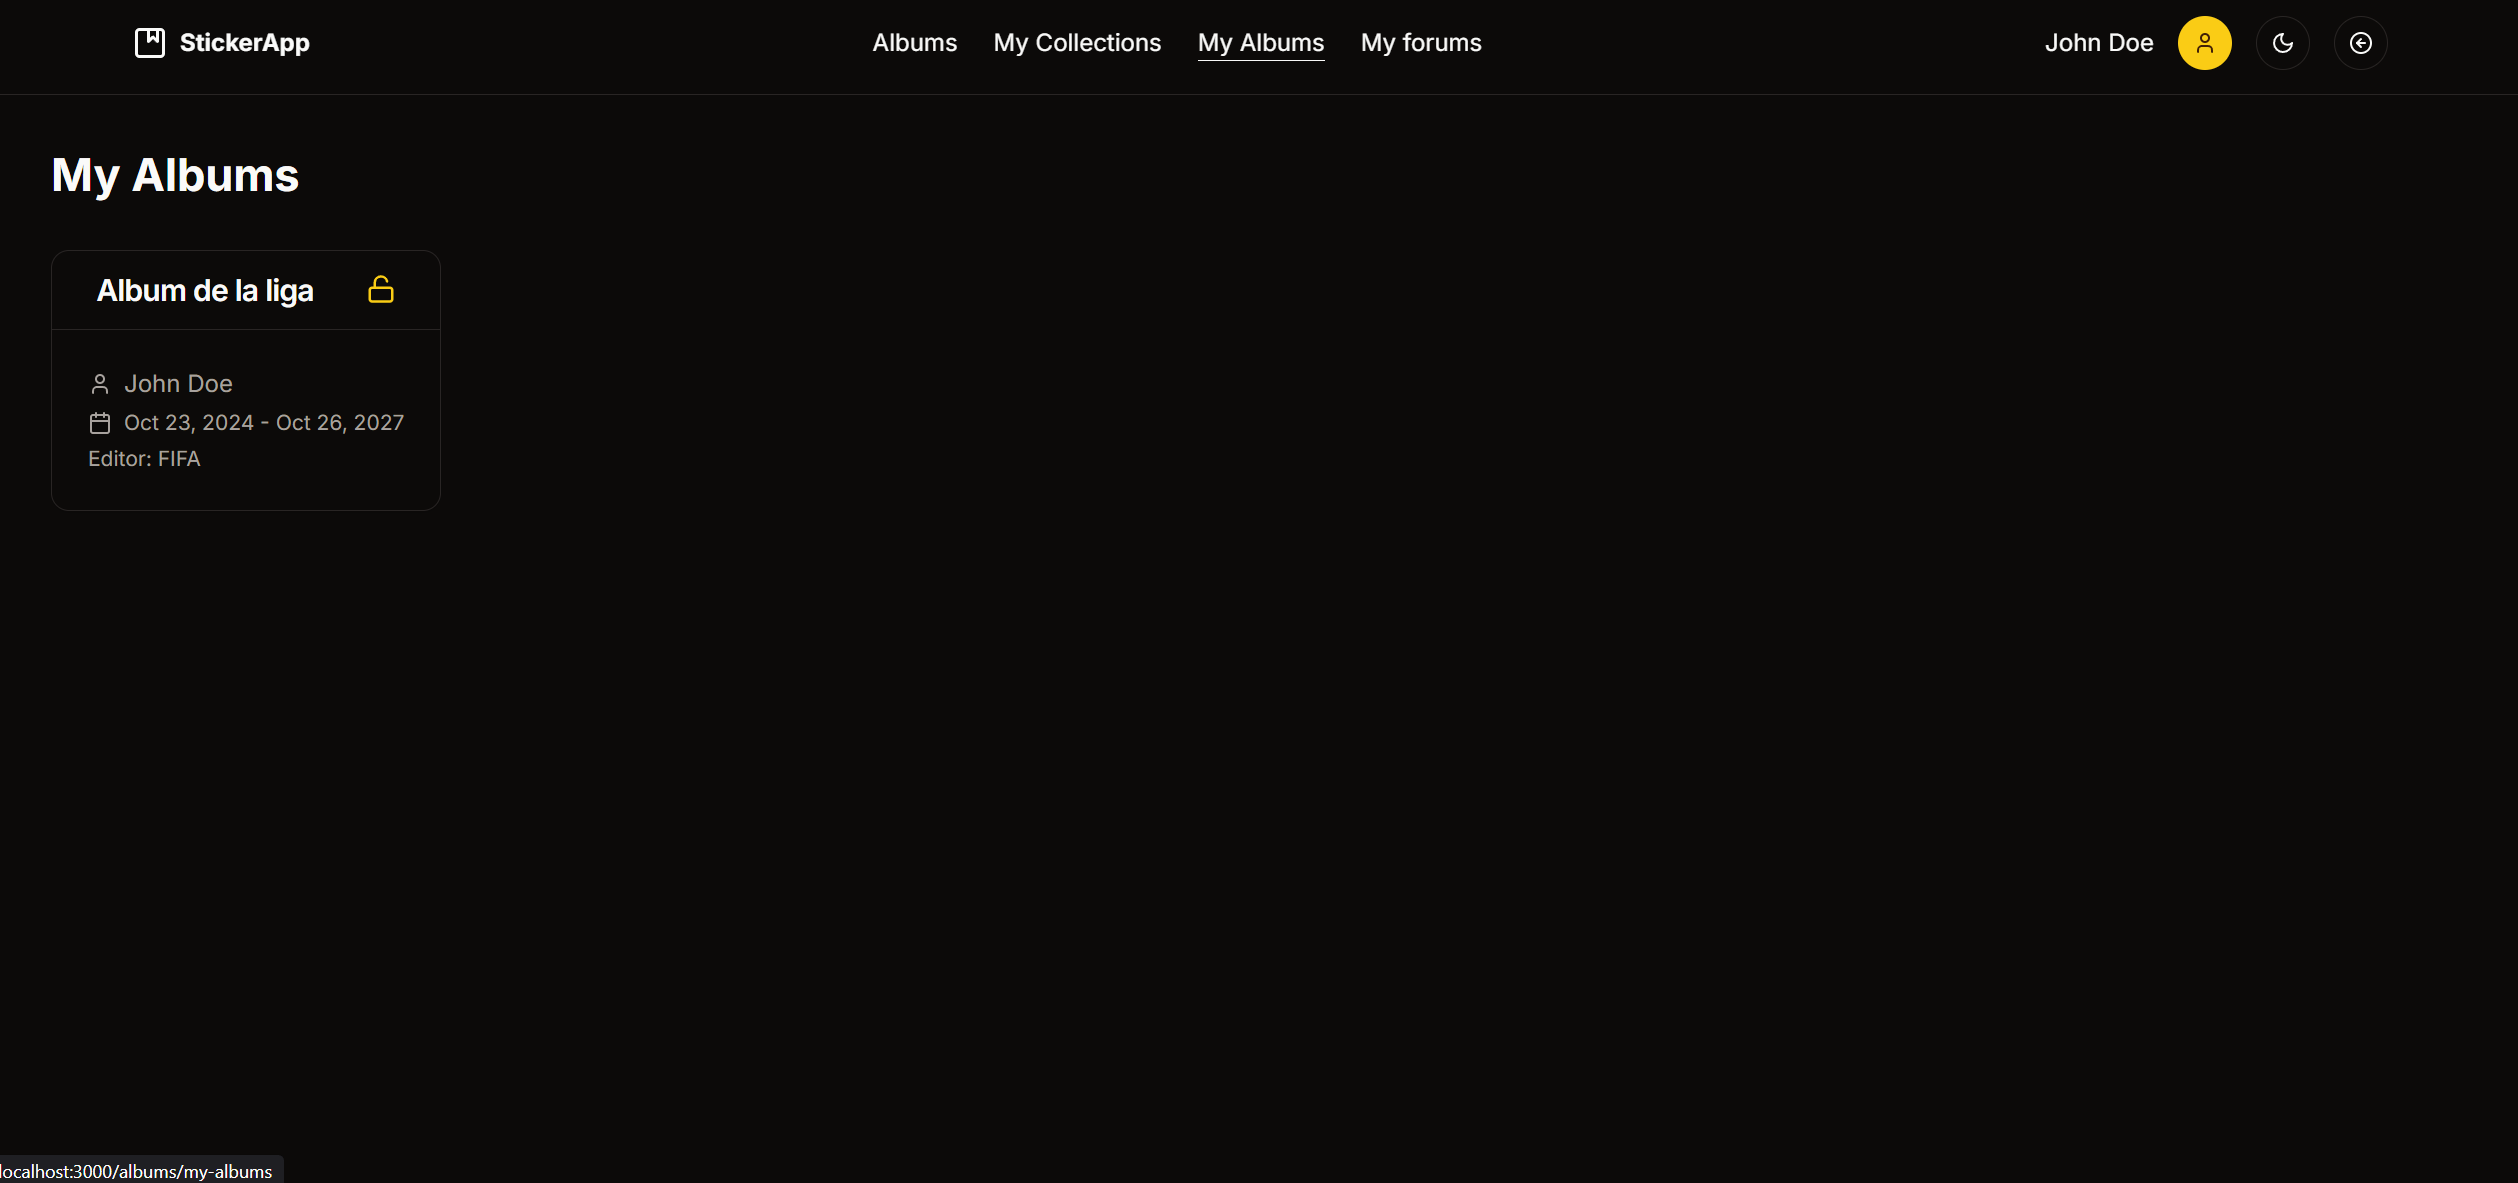 StickerApp
Albums
My Collections
My Albums
My forums
John Doe
My Albums
Album de la liga
John Doe
Oct 23, 2024 - Oct 26, 2027
Editor: FIFA
localhost:3000/albums/my-albums